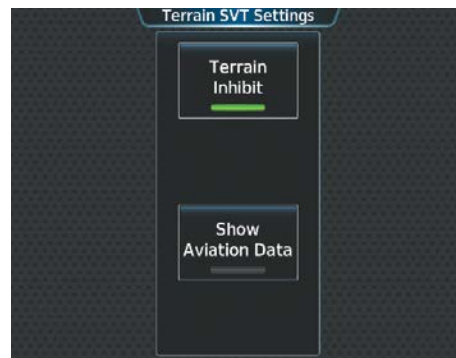 Terrain SVT Settings
Terrain
Inhibit
Show
Aviation Data